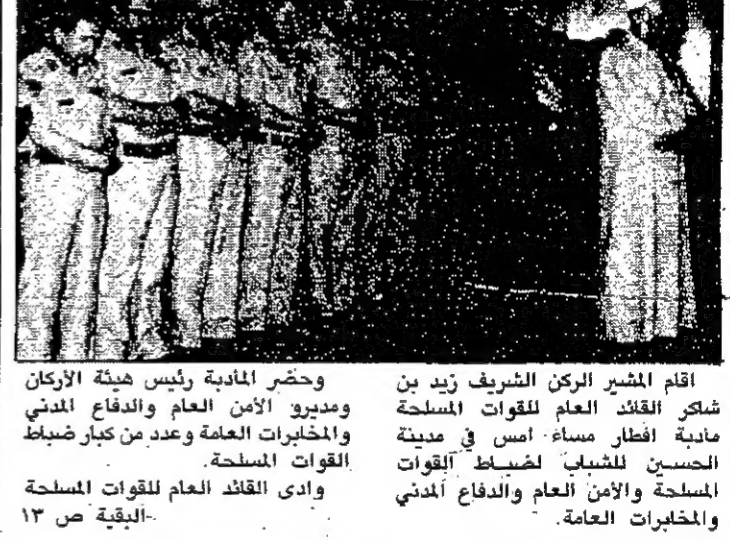 اقام المشير الركن الشريف زيد بن
شاكر القائد العام للقوات المسلحة
مأدبة افطار مساء امس في مدينة
الحسين للشباب لضباط القوات
المسلحة والأمن العام والدفاع المدني
والمخابرات العامة.
وحضر المأدبة رئيس هيئة الأركان
ومديرو الأمن العام والدفاع المدني
والمخابرات العامة وعدد من كبار ضباط
القوات المسلحة.
وادى القائد العام للقوات المسلحة
-البقية ص ١٣